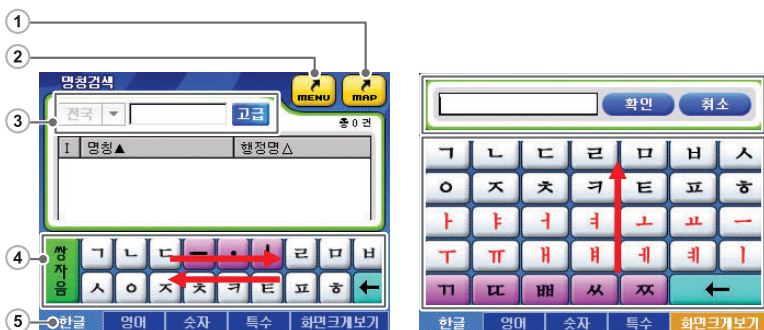 ①
②
③
④
⑤
명칭검색
MENU
MAP
전국 ▼ 고급
총 0 건
I 명칭▲ 행정명△
쌍자음
ㄱ ㄴ ㄷ ㅡ · ㅣ ㄹ ㅁ ㅂ
ㅅ ㅇ ㅈ ㅊ ㅋ ㅌ ㅍ ㅎ ←
한글 영어 숫자 특수 화면크게보기
확인 취소
ㄱ ㄴ ㄷ ㄹ ㅁ ㅂ ㅅ
ㅇ ㅈ ㅊ ㅋ ㅌ ㅍ ㅎ
ㅏ ㅑ ㅓ ㅕ ㅗ ㅛ ㅡ
ㅜ ㅠ ㅐ ㅒ ㅔ ㅖ ㅣ
ㄲ ㄸ ㅃ ㅆ ㅉ ←
한글 영어 숫자 특수 화면크게보기